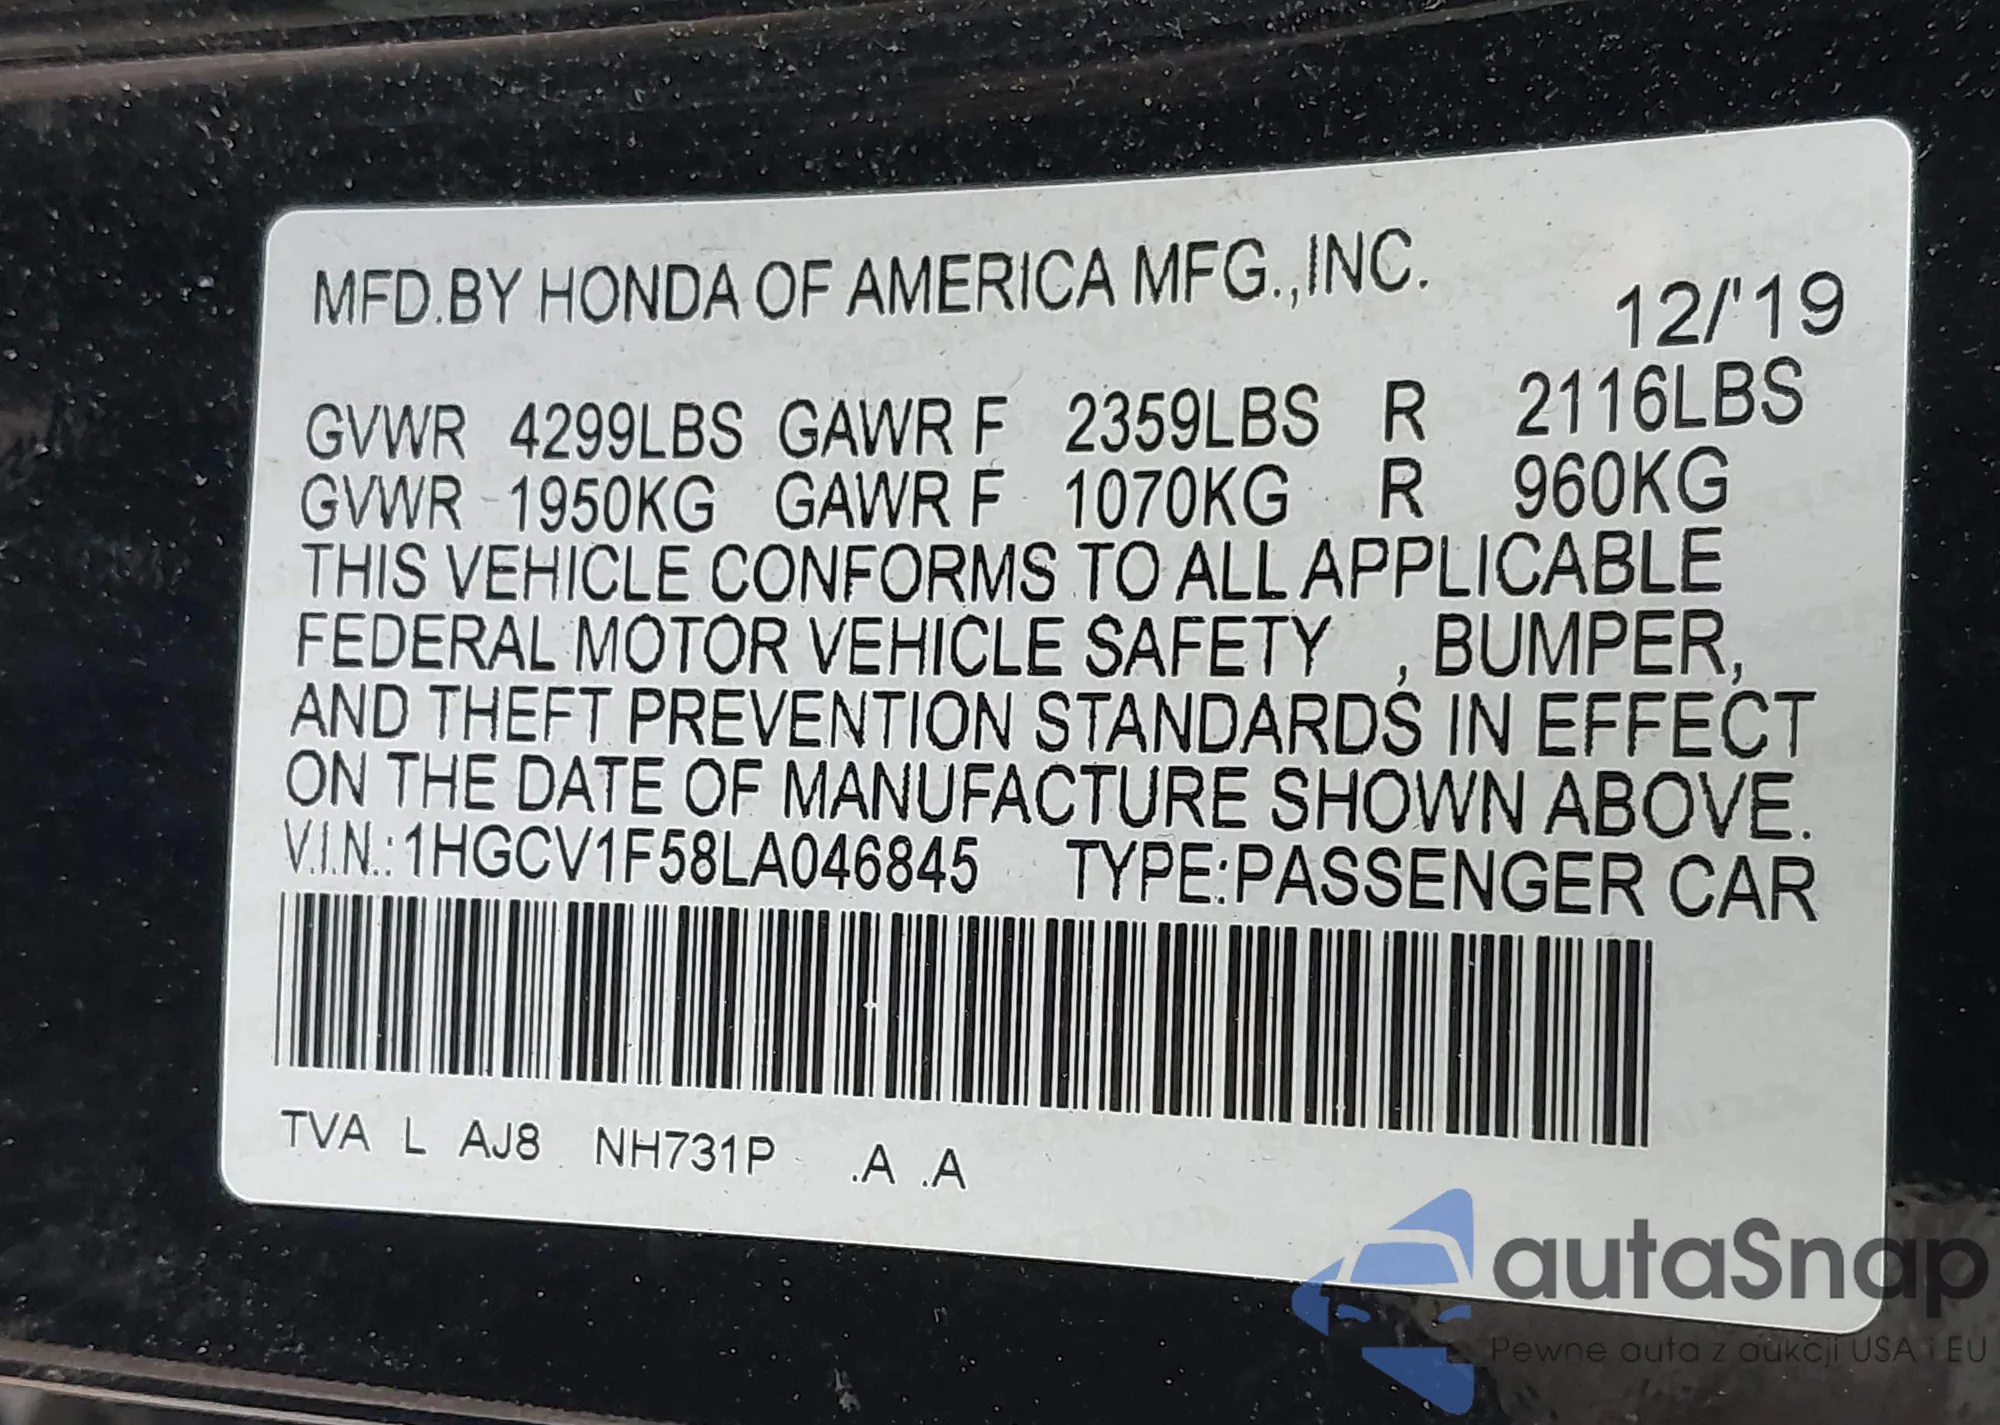 MFD.BY HONDA OF AMERICA MFG.,INC.
12/'19
GVWR 4299LBS GAWR F 2359LBS R 2116LBS
GVWR 1950KG GAWR F 1070KG R 960KG
THIS VEHICLE CONFORMS TO ALL APPLICABLE
FEDERAL MOTOR VEHICLE SAFETY , BUMPER,
AND THEFT PREVENTION STANDARDS IN EFFECT
ON THE DATE OF MANUFACTURE SHOWN ABOVE.
V.I.N.:1HGCV1F58LA046845 TYPE:PASSENGER CAR
TVA L AJ8 NH731P .A .A
autaSnap
Pewne auta z aukcji USA i EU